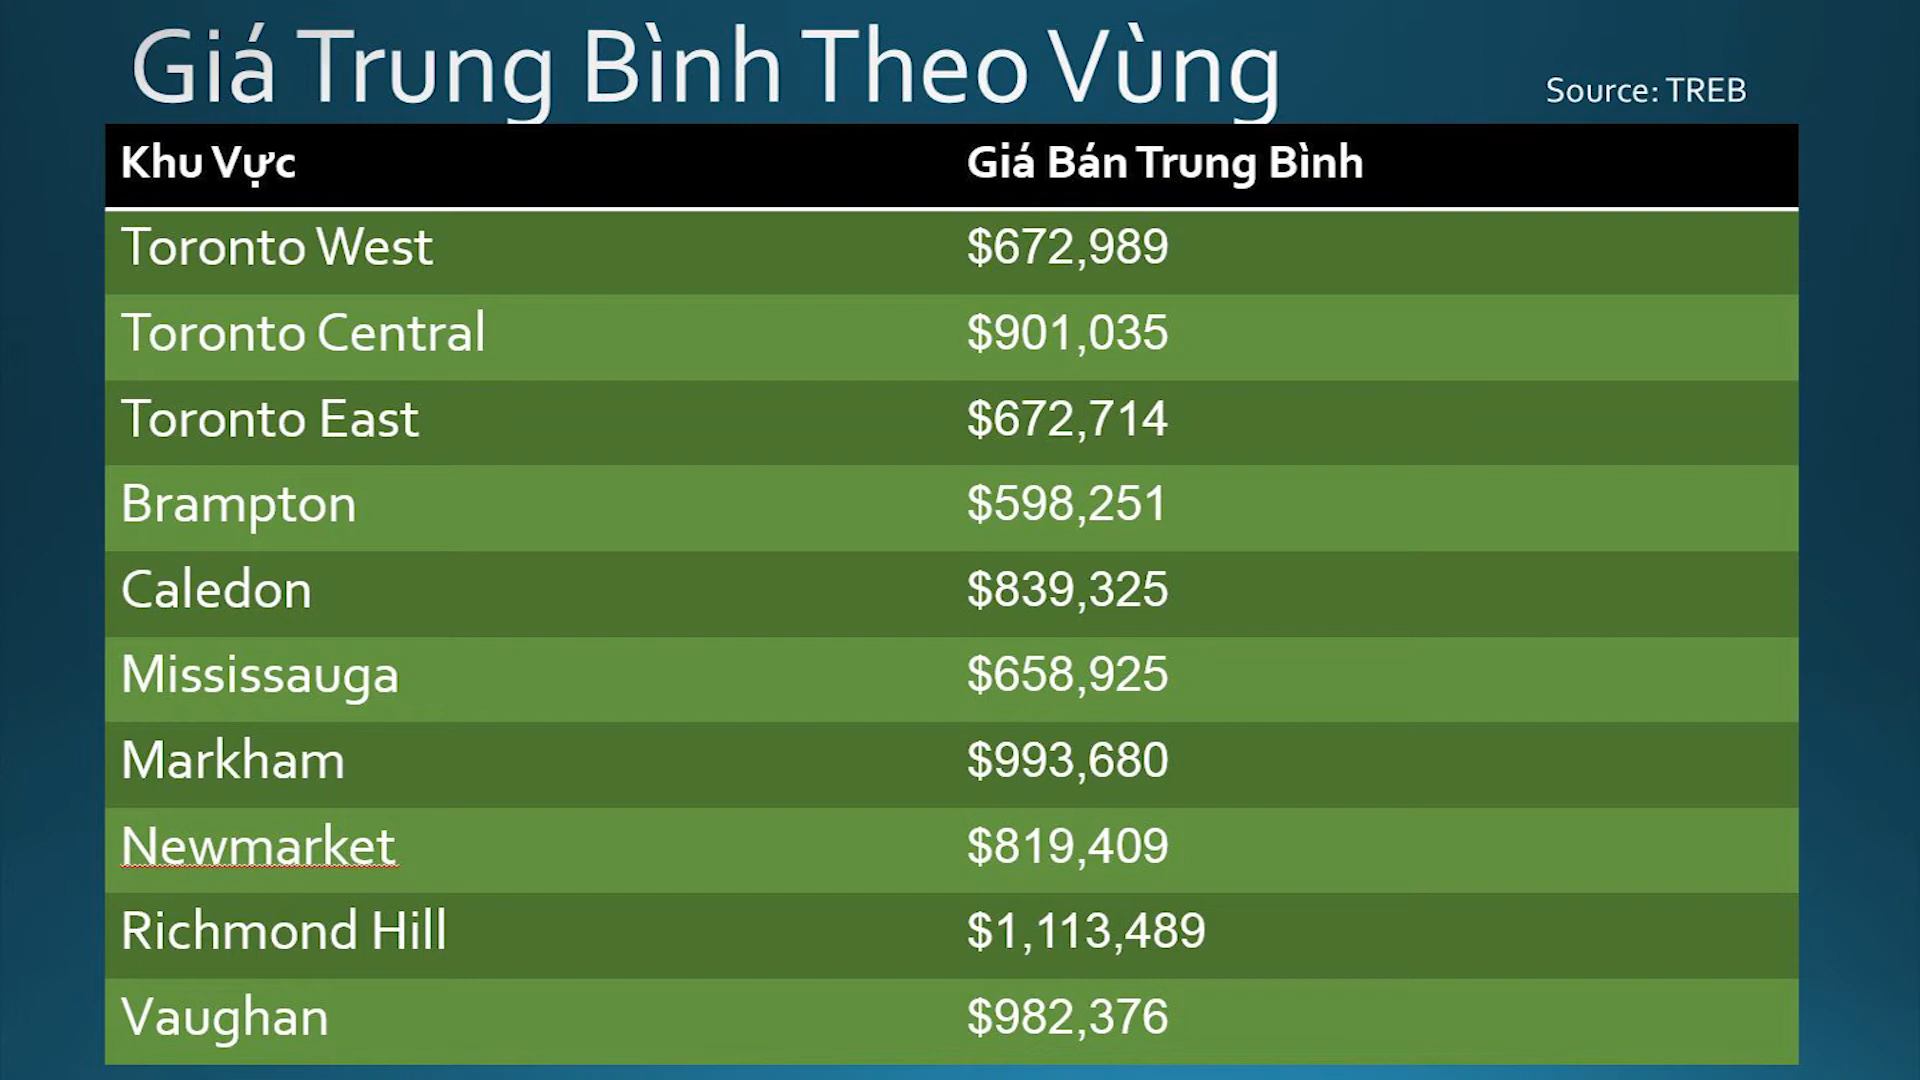 Giá Trung Bình Theo Vùng
Source: TREB
Khu Vực Giá Bán Trung Bình
Toronto West $672,989
Toronto Central $901,035
Toronto East $672,714
Brampton $598,251
Caledon $839,325
Mississauga $658,925
Markham $993,680
Newmarket $819,409
Richmond Hill $1,113,489
Vaughan $982,376